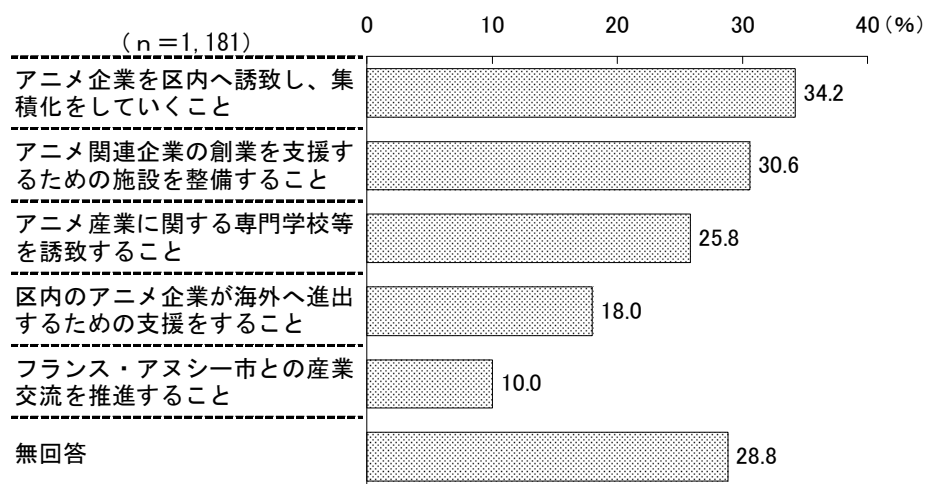 0 10 20 30 40(%)
(n=1,181)
アニメ企業を区内へ誘致し、集
積化をしていくこと
34.2
アニメ関連企業の創業を支援す
るための施設を整備すること
30.6
アニメ産業に関する専門学校等
を誘致すること
25.8
区内のアニメ企業が海外へ進出
するための支援をすること
18.0
フランス・アヌシー市との産業
交流を推進すること
10.0
無回答
28.8